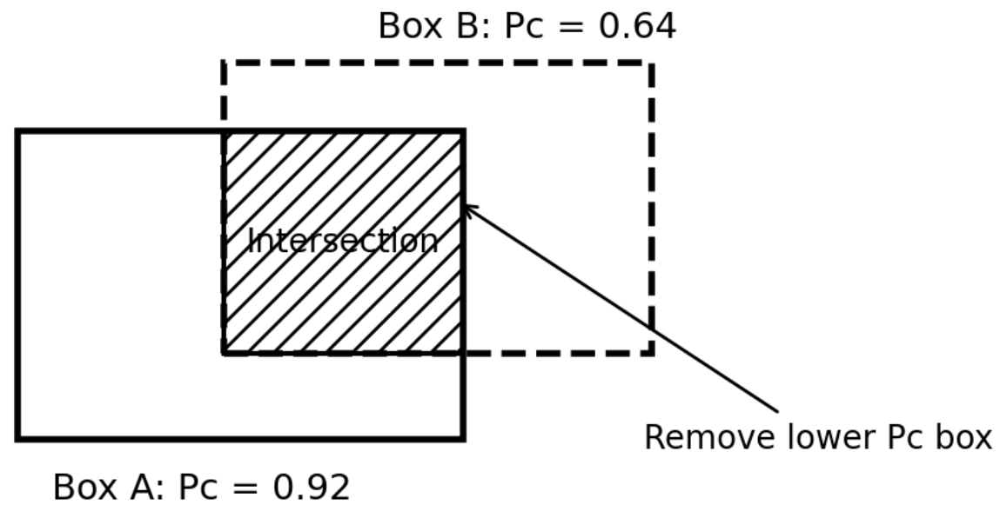 Box B: Pc = 0.64
Intersection
Remove lower Pc box
Box A: Pc = 0.92